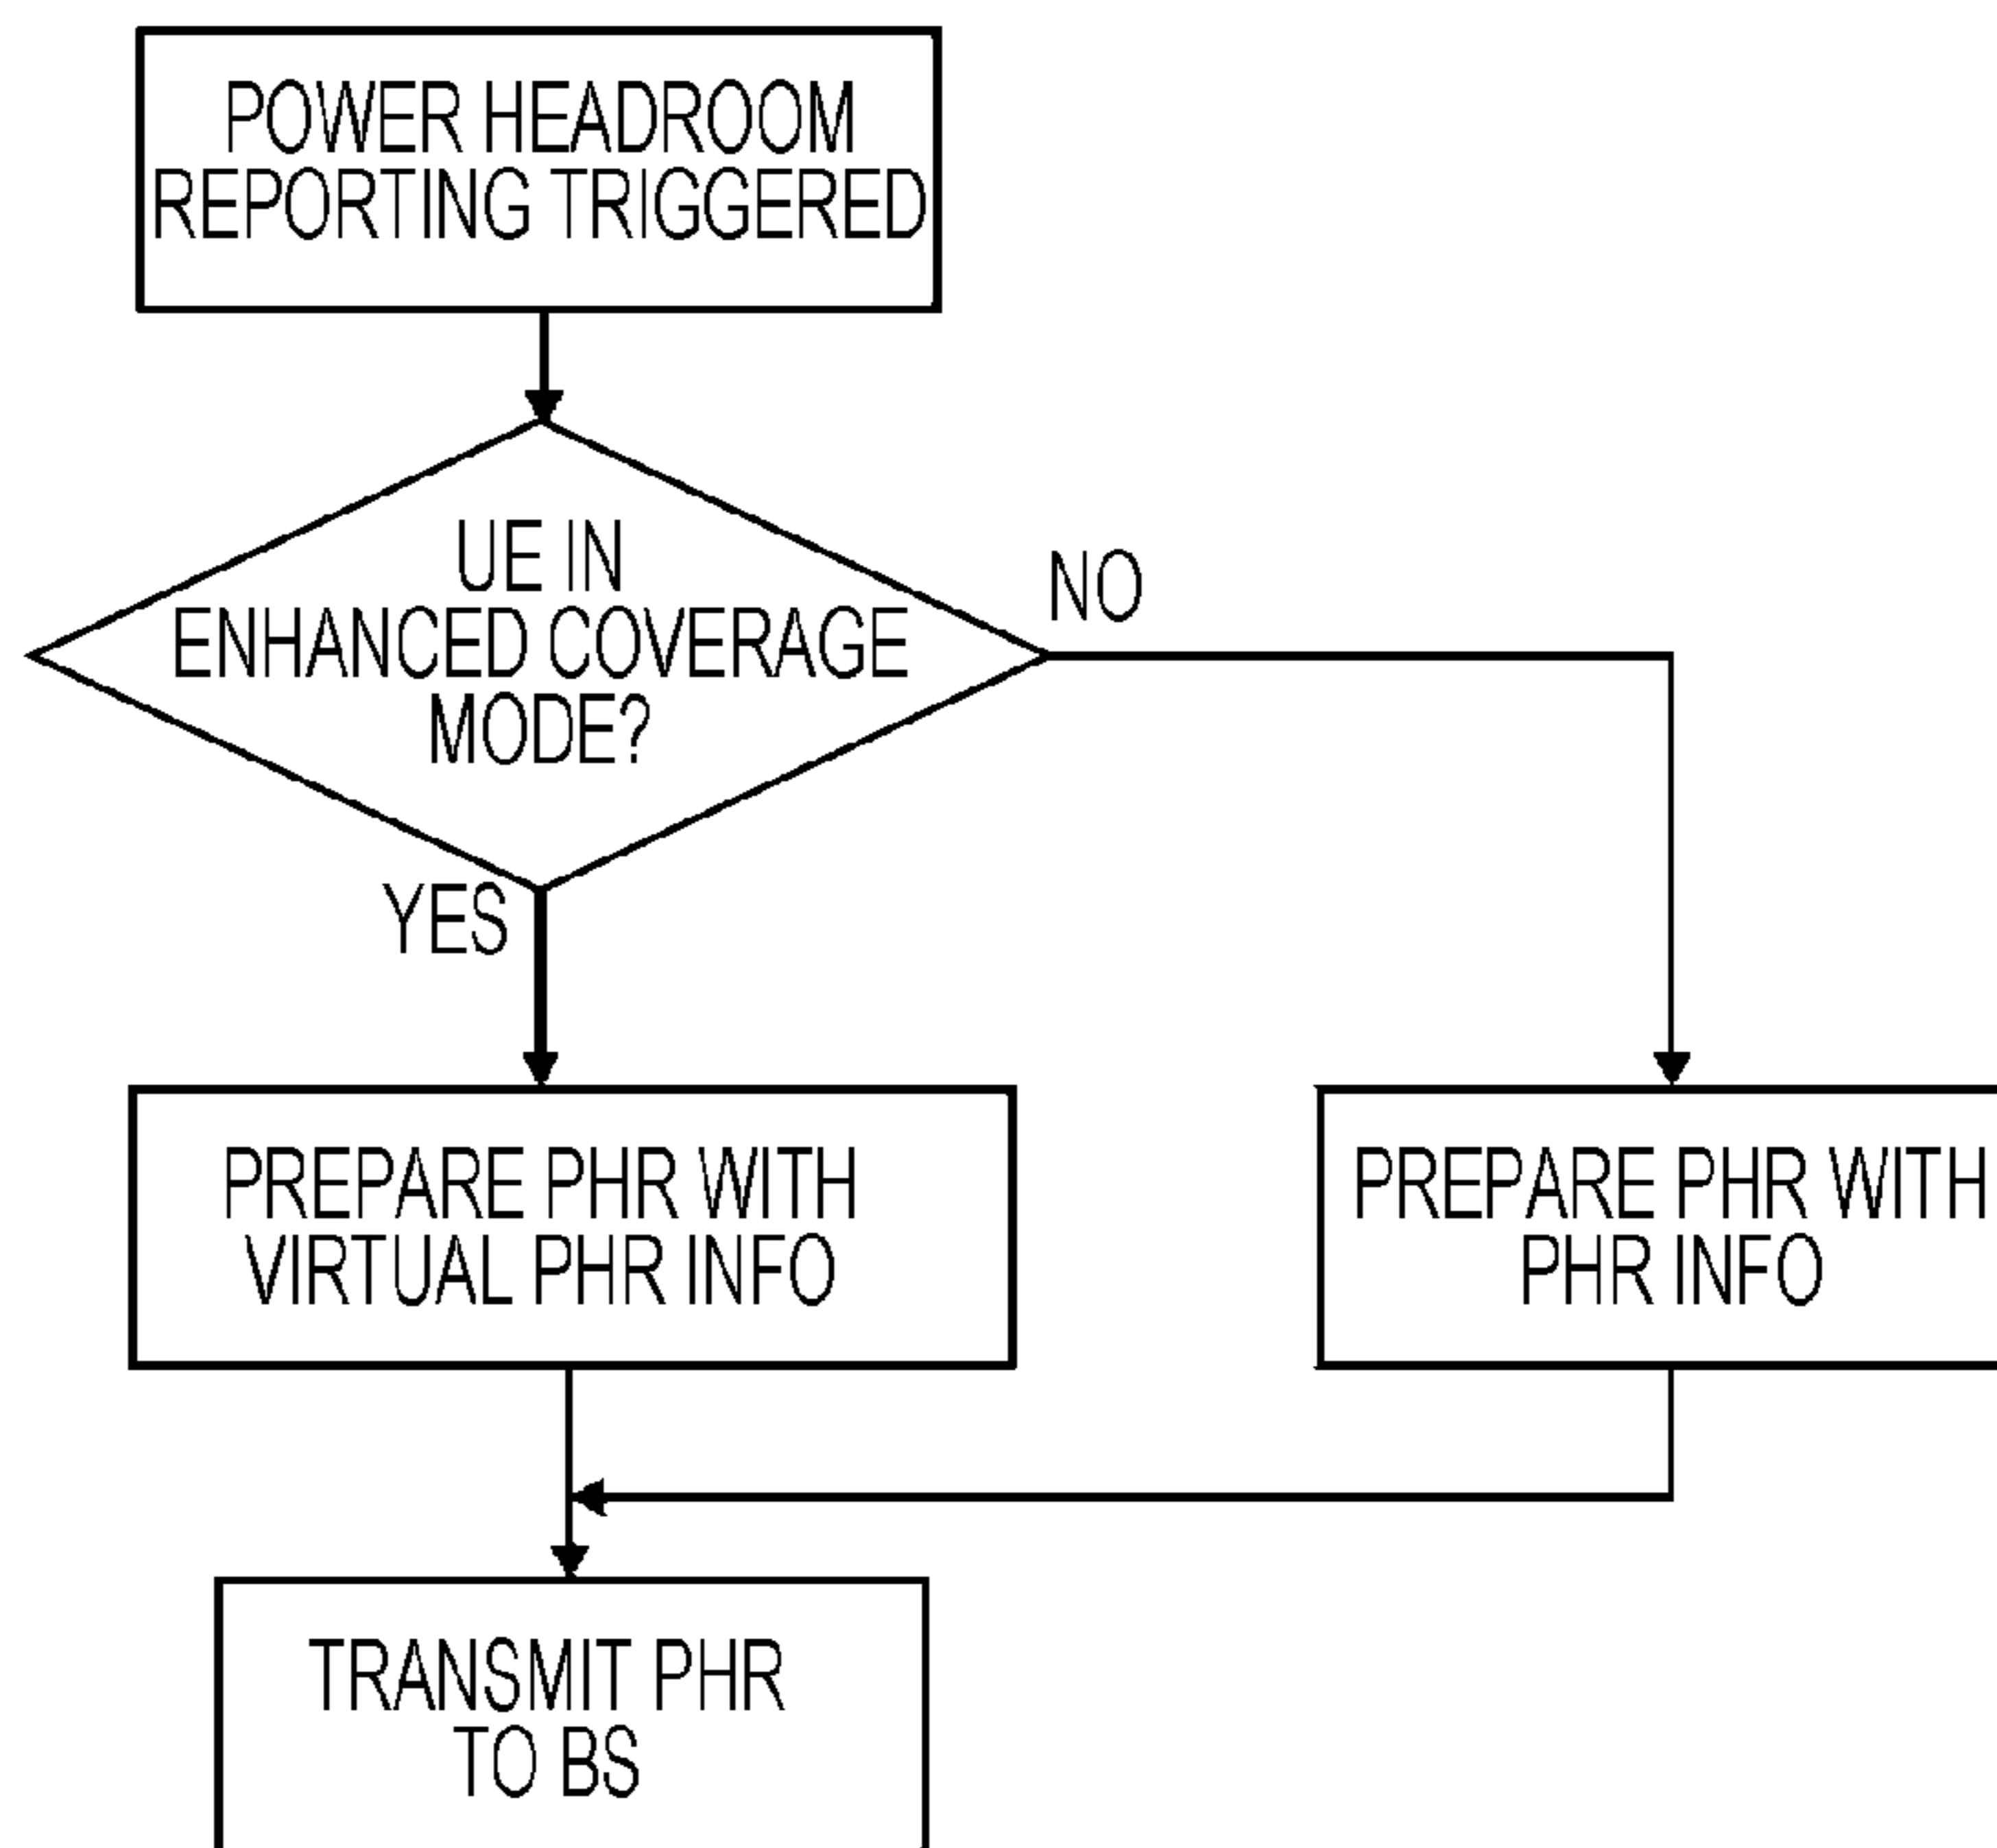 POWER HEADROOM
REPORTING TRIGGERED
UE IN
ENHANCED COVERAGE
MODE?
NO
YES
PREPARE PHR WITH
VIRTUAL PHR INFO
PREPARE PHR WITH
PHR INFO
TRANSMIT PHR
TO BS